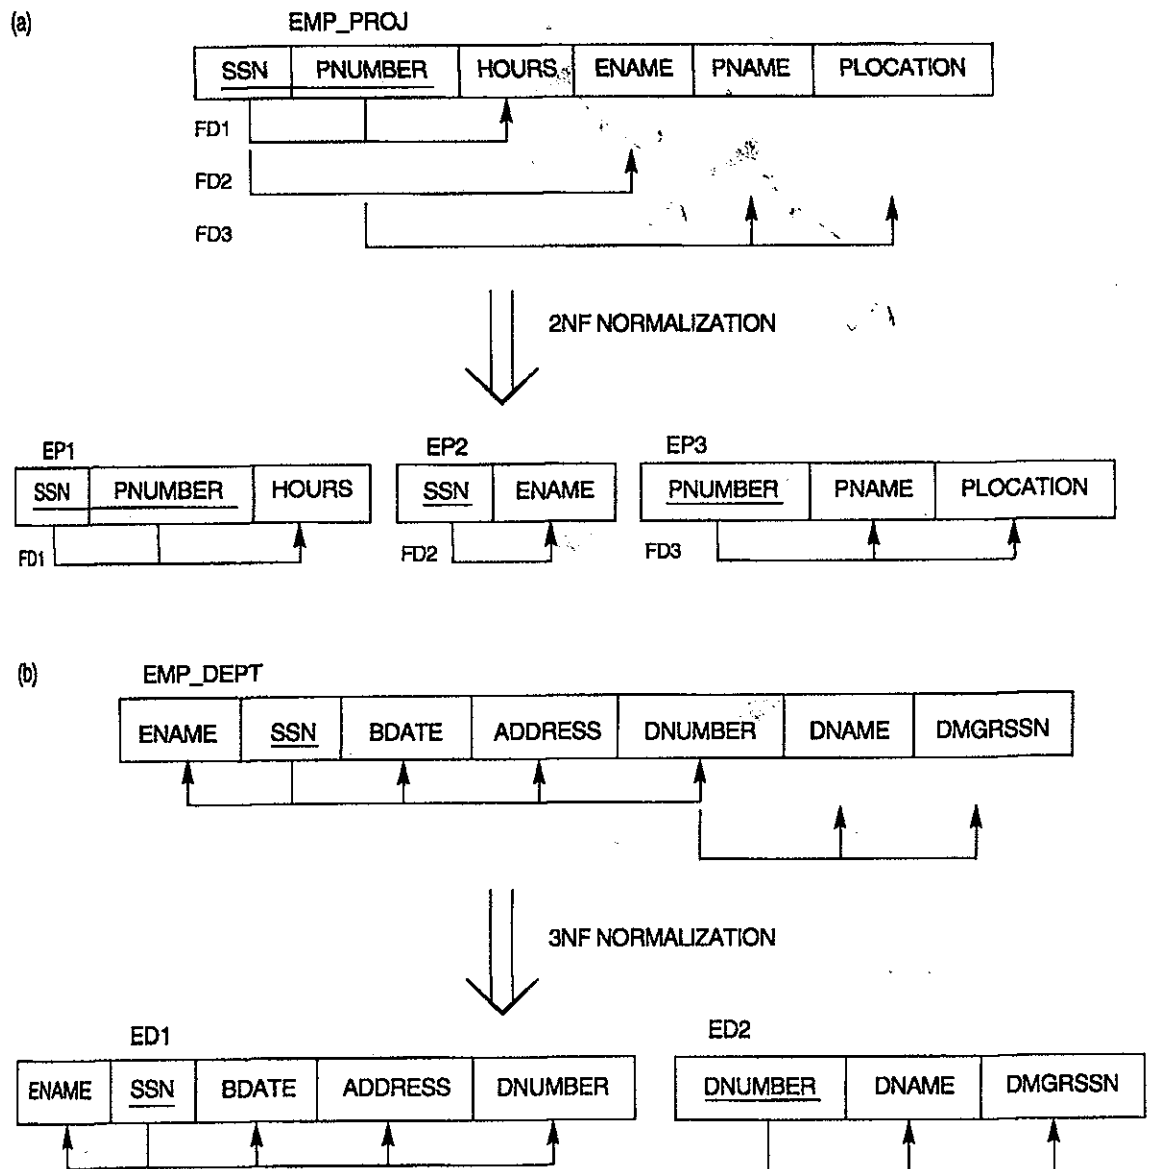 (a)
EMP_PROJ
SSN PNUMBER HOURS ENAME PNAME PLOCATION
FD1
FD2
FD3
2NF NORMALIZATION
EP1
SSN PNUMBER HOURS
FD1
EP2
SSN ENAME
FD2
EP3
PNUMBER PNAME PLOCATION
FD3
(b)
EMP_DEPT
ENAME SSN BDATE ADDRESS DNUMBER DNAME DMGRSSN
3NF NORMALIZATION
ED1
ENAME SSN BDATE ADDRESS DNUMBER
ED2
DNUMBER DNAME DMGRSSN